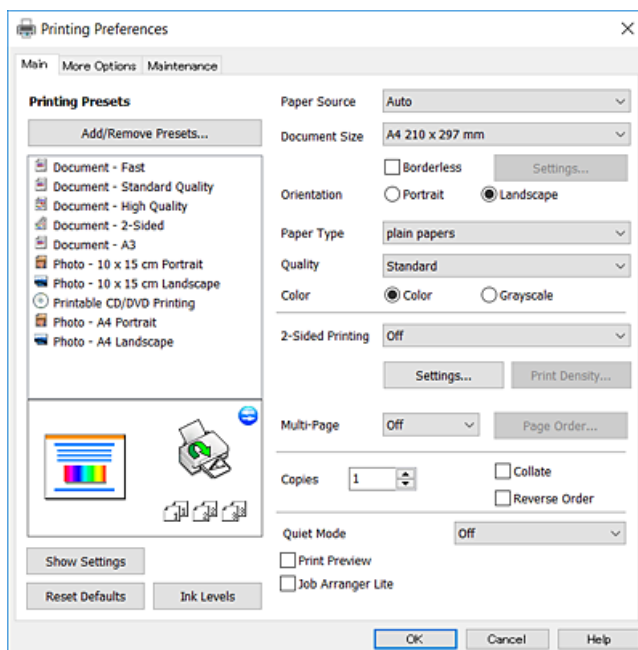 Printing Preferences
Main More Options Maintenance
Printing Presets
Add/Remove Presets...
Document - Fast
Document - Standard Quality
Document - High Quality
Document - 2-Sided
Document - A3
Photo - 10 x 15 cm Portrait
Photo - 10 x 15 cm Landscape
Printable CD/DVD Printing
Photo - A4 Portrait
Photo - A4 Landscape
Show Settings
Reset Defaults Ink Levels
Paper Source Auto
Document Size A4 210 x 297 mm
Borderless Settings...
Orientation Portrait Landscape
Paper Type plain papers
Quality Standard
Color Color Grayscale
2-Sided Printing Off
Settings... Print Density...
Multi-Page Off Page Order...
Copies 1 Collate
Reverse Order
Quiet Mode Off
Print Preview
Job Arranger Lite
OK Cancel Help